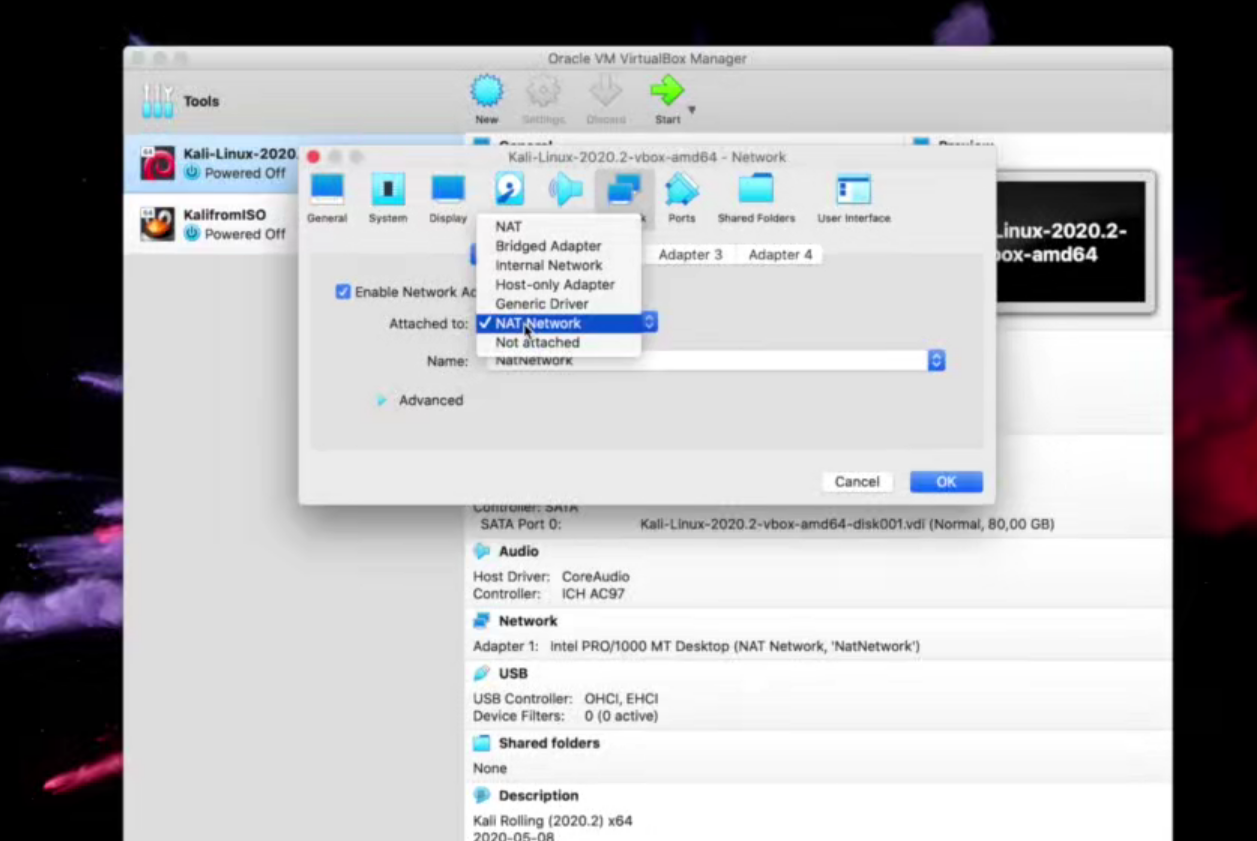 Oracle VM VirtualBox Manager
Tools
New
Settings
Discard
Start
Kali-Linux-2020.
Powered Off
KalifromISO
Powered Off
General
Preview
Kali-Linux-2020.2-vbox-amd64 - Network
General
System
Display
Ports
Shared Folders
User Interface
NAT
Bridged Adapter
Internal Network
Host-only Adapter
Generic Driver
NAT Network
Not attached
Adapter 3
Adapter 4
Enable Network Ad
Attached to:
Name:
NatNetwork
Advanced
Cancel
OK
Linux-2020.2-
box-amd64
Controller: SATA
SATA Port 0: Kali-Linux-2020.2-vbox-amd64-disk001.vdi (Normal, 80,00 GB)
Audio
Host Driver: CoreAudio
Controller: ICH AC97
Network
Adapter 1: Intel PRO/1000 MT Desktop (NAT Network, 'NatNetwork')
USB
USB Controller: OHCI, EHCI
Device Filters: 0 (0 active)
Shared folders
None
Description
Kali Rolling (2020.2) x64
2020-05-08